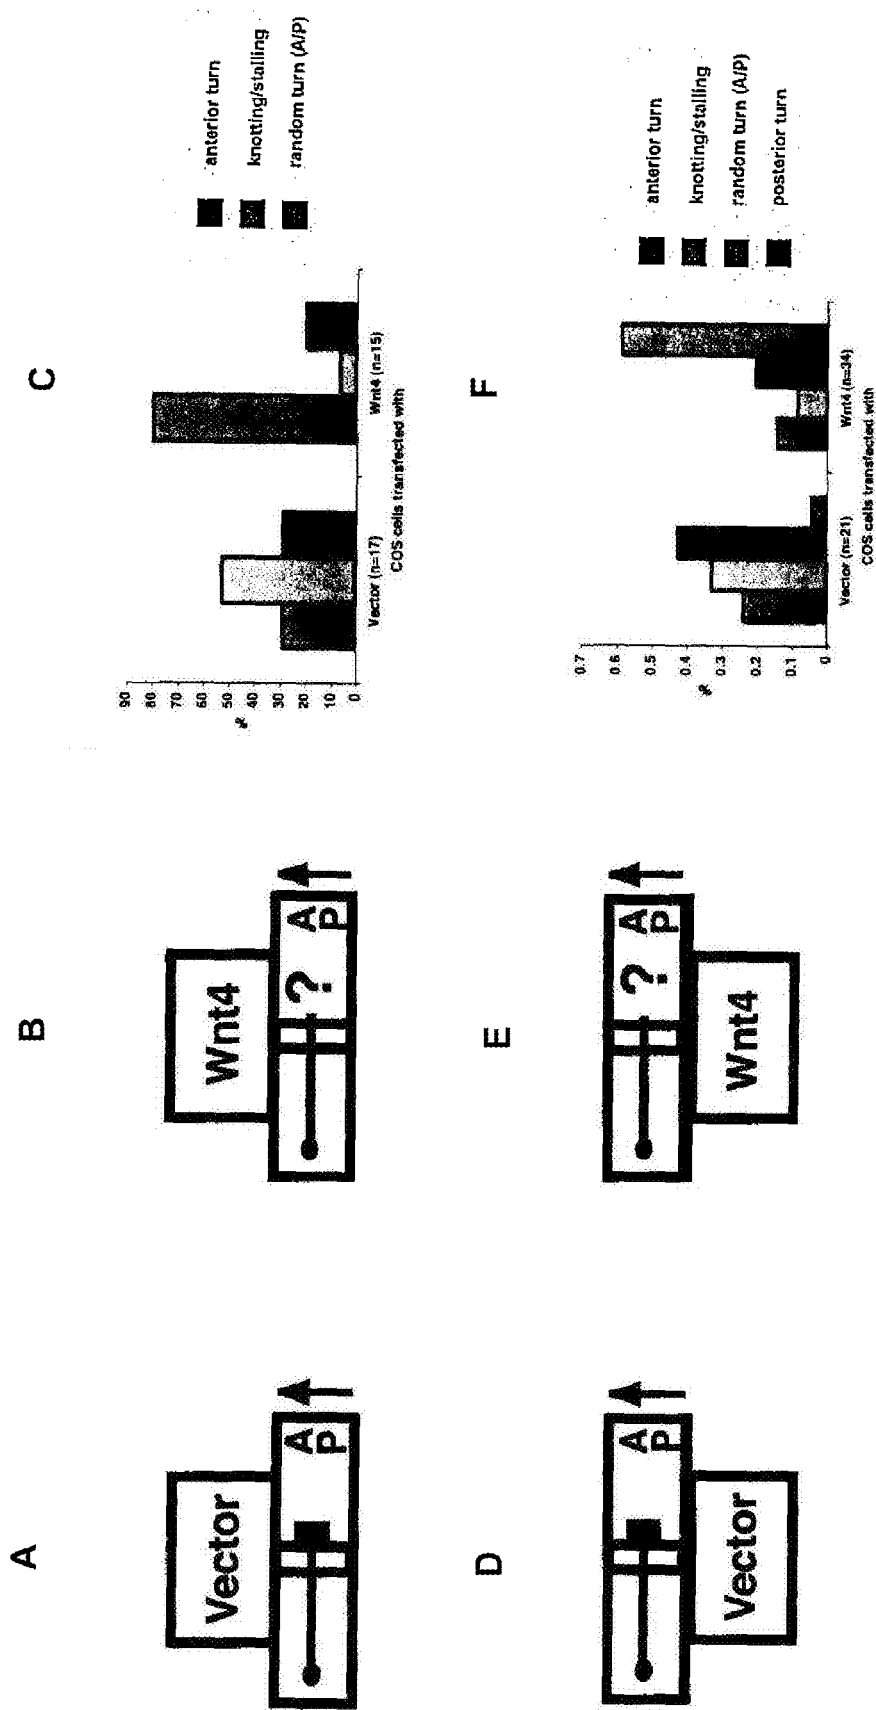 A
Vector
A
P
B
Wnt4
?
A
P
C
90
80
70
60
50
40
30
20
10
0
%
Vector (n=17)
Wnt4 (n=15)
COS cells transfected with
anterior turn
knotting/stalling
random turn (A/P)
D
A
P
Vector
E
?
A
P
Wnt4
F
0.7
0.6
0.5
0.4
0.3
0.2
0.1
0
%
Vector (n=21)
Wnt4 (n=34)
COS cells transfected with
anterior turn
knotting/stalling
random turn (A/P)
posterior turn